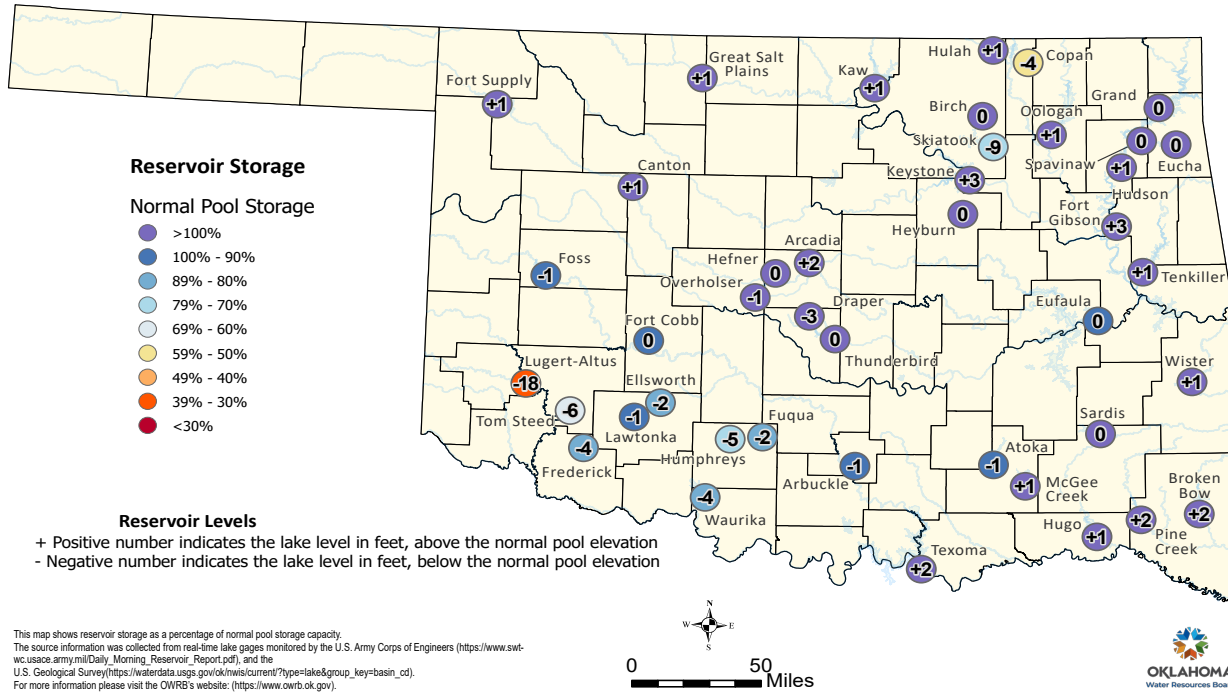 Hulah
+1
-4
Copan
Great Salt
Plains
+1
Kaw
+1
Fort Supply
+1
Grand
0
Birch
0
Oologah
+1
Skiatook
-9
Spavinaw
0
0
Eucha
Keystone
+3
+1
Hudson
Canton
+1
Heyburn
0
Fort
Gibson
+3
Reservoir Storage
Normal Pool Storage
>100%
100% - 90%
89% - 80%
79% - 70%
69% - 60%
59% - 50%
49% - 40%
39% - 30%
<30%
Arcadia
+2
Hefner
0
Foss
-1
Overholser
-1
+1
Tenkiller
Draper
-3
Eufaula
0
Fort Cobb
0
0
Thunderbird
Lugert-Altus
-18
Wister
+1
Ellsworth
-2
Tom Steed
-6
-1
Lawtonka
Fuqua
-2
Sardis
0
-4
Frederick
-5
Humphreys
Arbuckle
-1
Atoka
-1
+1
McGee
Creek
Broken
Bow
+2
-4
Waurika
Hugo
+1
+2
Pine
Creek
Texoma
+2
Reservoir Levels
+ Positive number indicates the lake level in feet, above the normal pool elevation
- Negative number indicates the lake level in feet, below the normal pool elevation
N
W
E
S
0
50
Miles
This map shows reservoir storage as a percentage of normal pool storage capacity.
The source information was collected from real-time lake gages monitored by the U.S. Army Corps of Engineers (https://www.swt-
wc.usace.army.mil/Daily_Morning_Reservoir_Report.pdf), and the
U.S. Geological Survey(https://waterdata.usgs.gov/ok/nwis/current/?type=lake&group_key=basin_cd).
For more information please visit the OWRB's website: (https://www.owrb.ok.gov).
OKLAHOMA
Water Resources Boa